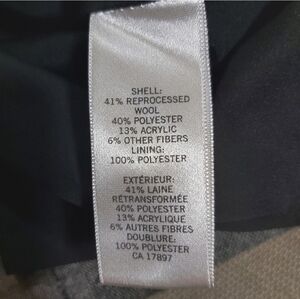 SHELL:
41% REPROCESSED
WOOL
40% POLYESTER
13% ACRYLIC
6% OTHER FIBERS
LINING:
100% POLYESTER
EXTÉRIEUR:
41% LAINE
RÉTRANSFORMÉE
40% POLYESTER
13% ACRYLIQUE
6% AUTRES FIBRES
DOUBLURE:
100% POLYESTER
CA 17897